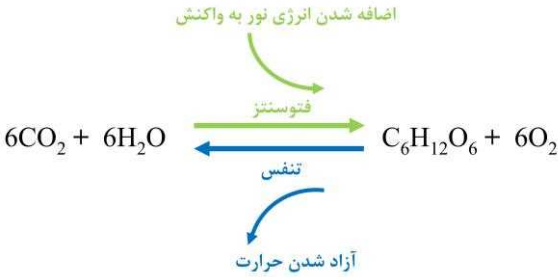 اضافه شدن انرژی نور به واکنش
فتوسنتز
6CO₂ + 6H₂O
C₆H₁₂O₆ + 6O₂
تنفس
آزاد شدن حرارت